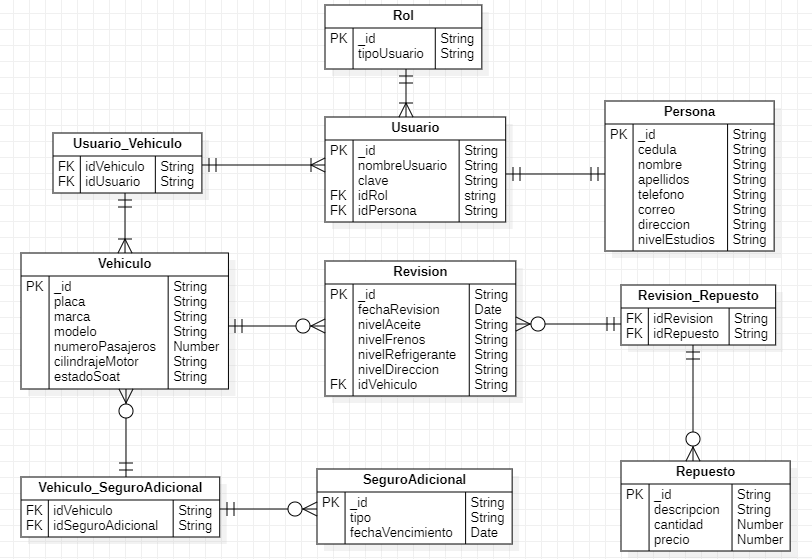 Rol
PK _id String
tipoUsuario String
Usuario_Vehiculo
FK idVehiculo String
FK idUsuario String
Usuario
PK _id String
nombreUsuario String
clave String
FK idRol string
FK idPersona String
Persona
PK _id String
cedula String
nombre String
apellidos String
telefono String
correo String
direccion String
nivelEstudios String
Vehiculo
PK _id String
placa String
marca String
modelo String
numeroPasajeros Number
cilindrajeMotor String
estadoSoat String
Revision
PK _id String
fechaRevision Date
nivelAceite String
nivelFrenos String
nivelRefrigerante String
nivelDireccion String
FK idVehiculo String
Revision_Repuesto
FK idRevision String
FK idRepuesto String
Vehiculo_SeguroAdicional
FK idVehiculo String
FK idSeguroAdicional String
SeguroAdicional
PK _id String
tipo String
fechaVencimiento Date
Repuesto
PK _id String
descripcion String
cantidad Number
precio Number